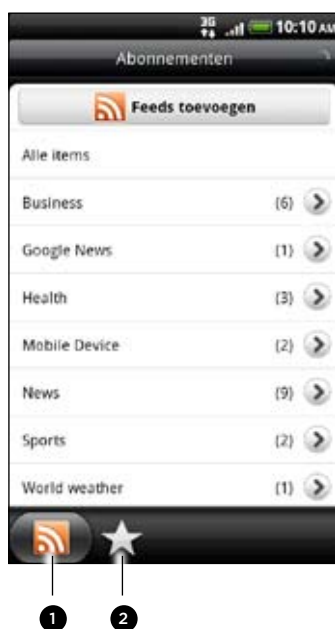 3G 10:10 AM
Abonnementen
Feeds toevoegen
Alle items
Business (6)
Google News (1)
Health (3)
Mobile Device (2)
News (9)
Sports (2)
World weather (1)
1 2